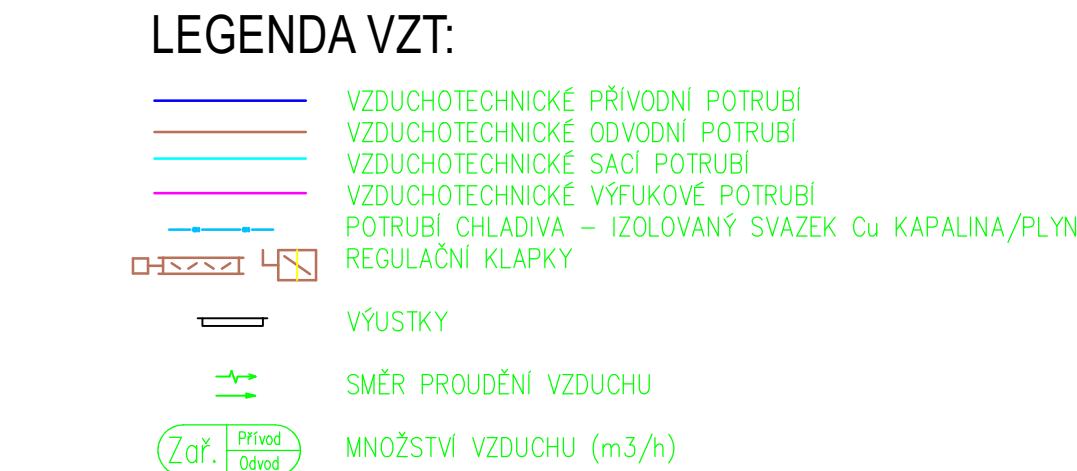 LEGENDA VZT:
VZDUCHOTECHNICKÉ PŘÍVODNÍ POTRUBÍ
VZDUCHOTECHNICKÉ ODVODNÍ POTRUBÍ
VZDUCHOTECHNICKÉ SACÍ POTRUBÍ
VZDUCHOTECHNICKÉ VÝFUKOVÉ POTRUBÍ
POTRUBÍ CHLADIVA – IZOLOVANÝ SVAZEK Cu KAPALINA/PLYN
REGULAČNÍ KLAPKY
VÝUSTKY
SMĚR PROUDĚNÍ VZDUCHU
Zař. Přívod
Odvod
MNOŽSTVÍ VZDUCHU (m3/h)